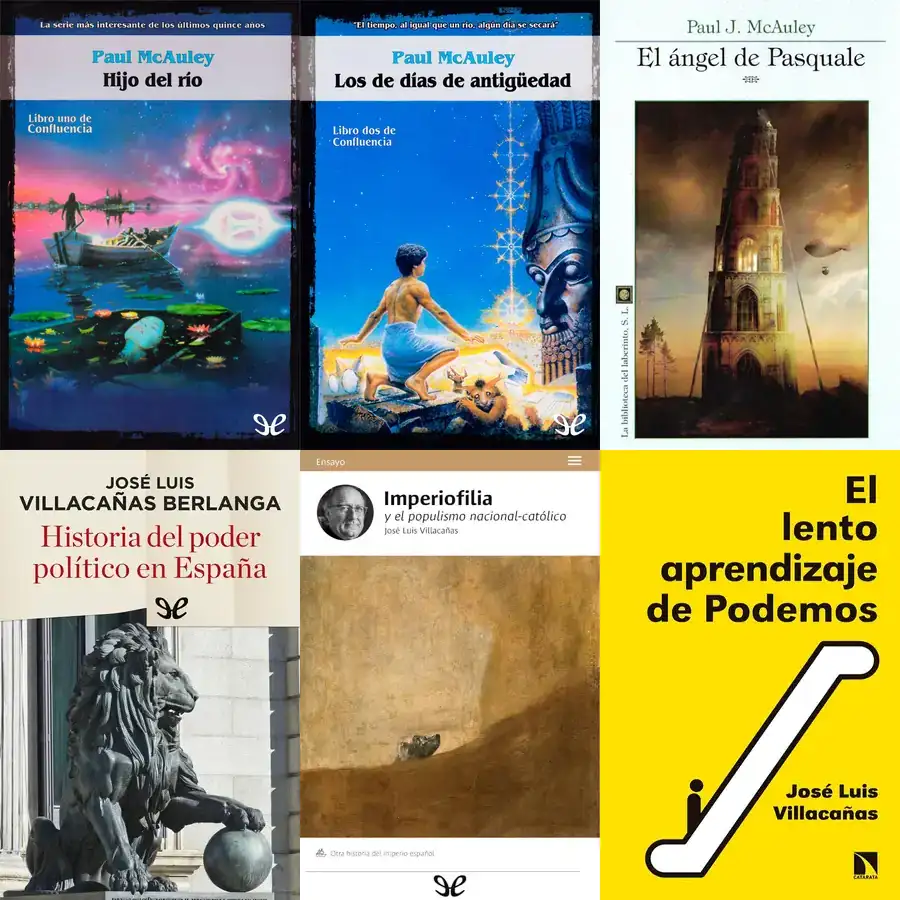 La serie más interesante de los últimos quince años
Paul McAuley
Hijo del río
Libro uno de
Confluencia
"El tiempo, al igual que un río, algún día se secará"
Paul McAuley
Los de días de antigüedad
Libro dos de
Confluencia
Paul J. McAuley
El ángel de Pasquale
La biblioteca del laberinto, S. L.
JOSÉ LUIS
VILLACAÑAS BERLANGA
Historia del poder
político en España
Ensayo
Imperiofilia
y el populismo nacional-católico
José Luis Villacañas
Otra historia del imperio español
El
lento
aprendizaje
de Podemos
José Luis
Villacañas
CATARATA